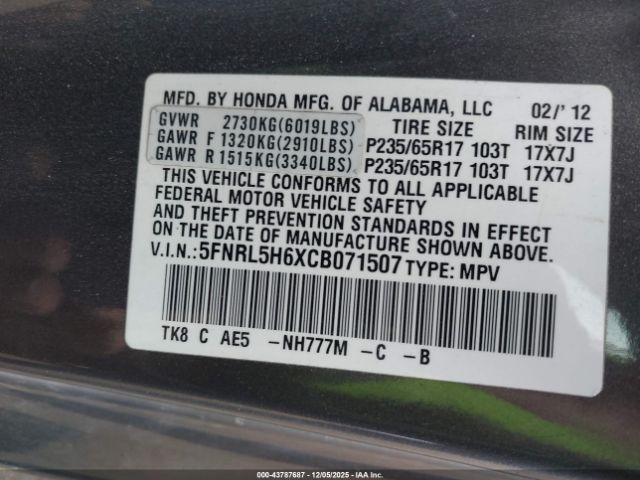 MFD. BY HONDA MFG. OF ALABAMA, LLC 02/' 12
GVWR 2730KG(6019LBS) TIRE SIZE RIM SIZE
GAWR F 1320KG(2910LBS) P235/65R17 103T 17X7J
GAWR R 1515KG(3340LBS) P235/65R17 103T 17X7J
THIS VEHICLE CONFORMS TO ALL APPLICABLE
FEDERAL MOTOR VEHICLE SAFETY
AND THEFT PREVENTION STANDARDS IN EFFECT
ON THE DATE OF MANUFACTURE SHOWN ABOVE.
V.I.N.:5FNRL5H6XCB071507 TYPE: MPV
TK8 C AE5 -NH777M -C -B
000-43787687 - 12/05/2025 - IAAI.COM